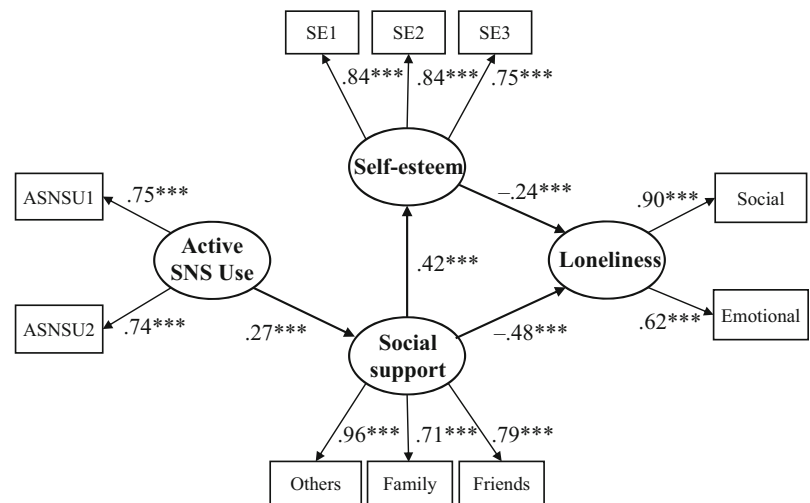 SE1
SE2
SE3
.84***
.84***
.75***
Self-esteem
ASNSU1
.75***
–.24***
.90***
Social
Active
SNS Use
.42***
Loneliness
ASNSU2
.74***
.27***
Social
support
–.48***
.62***
Emotional
.96***
.71***
.79***
Others
Family
Friends